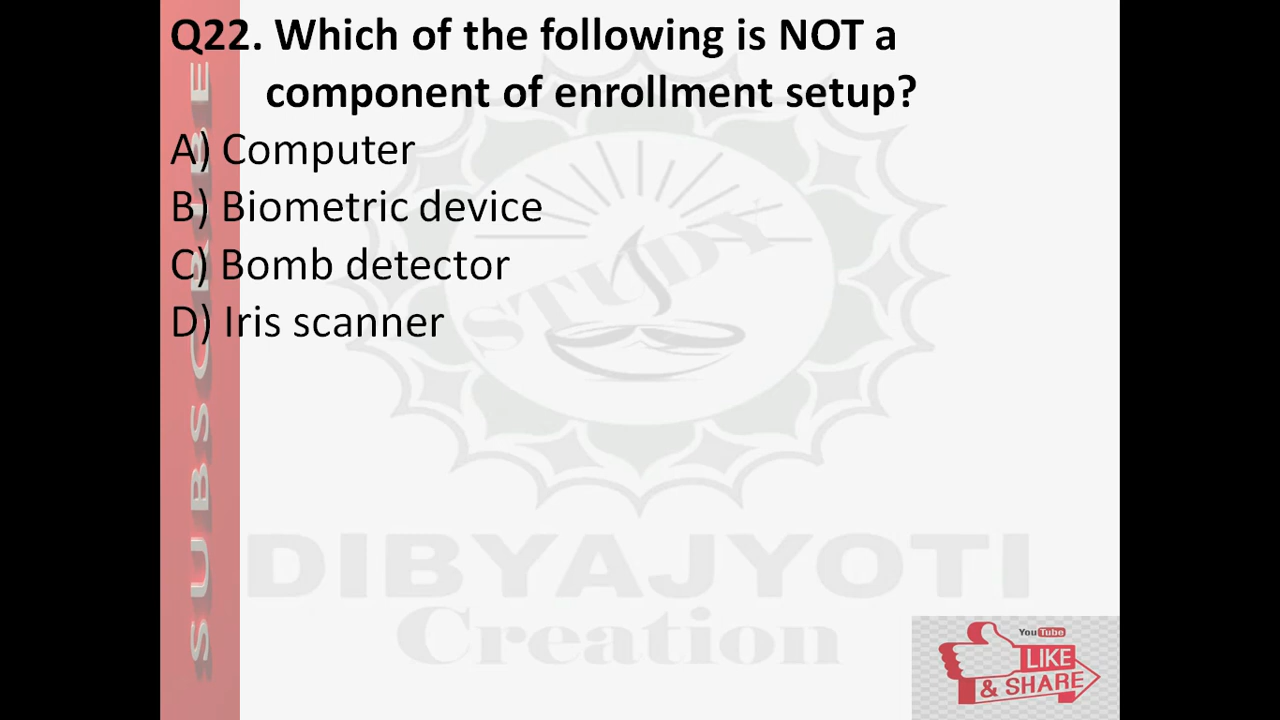 Q22. Which of the following is NOT a
component of enrollment setup?
A) Computer
B) Biometric device
C) Bomb detector
D) Iris scanner
SUBSCRIBE
STUDY
DIBYAJYOTI
Creation
YouTube
LIKE
& SHARE